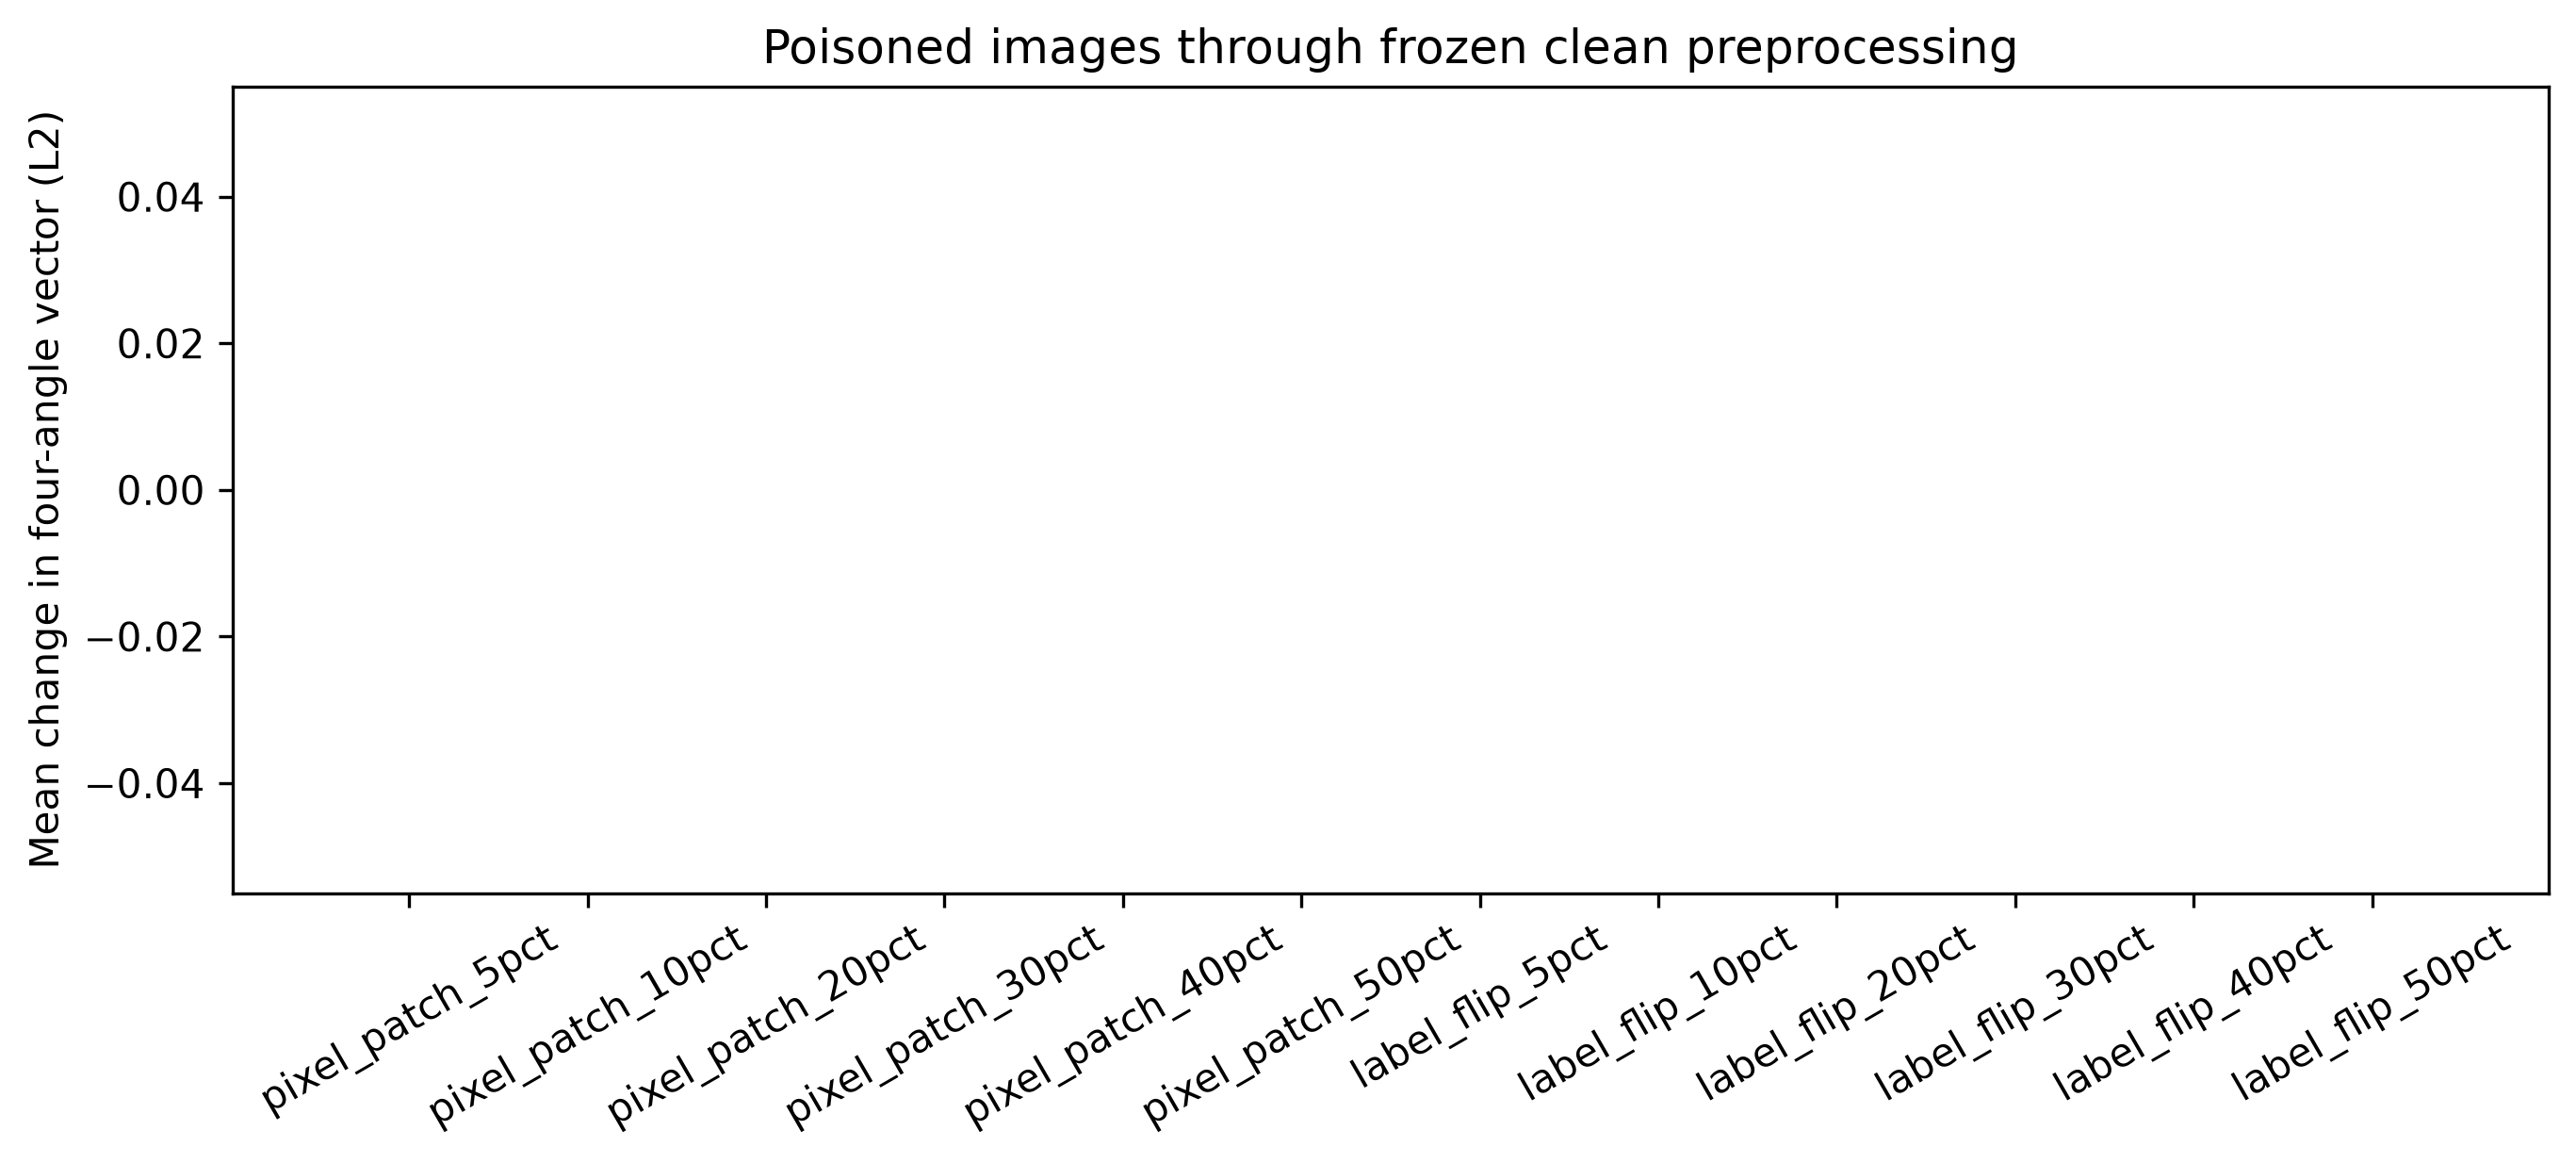 Poisoned images through frozen clean preprocessing
Mean change in four-angle vector (L2)
0.04
0.02
0.00
−0.02
−0.04
pixel_patch_5pct
pixel_patch_10pct
pixel_patch_20pct
pixel_patch_30pct
pixel_patch_40pct
pixel_patch_50pct
label_flip_5pct
label_flip_10pct
label_flip_20pct
label_flip_30pct
label_flip_40pct
label_flip_50pct